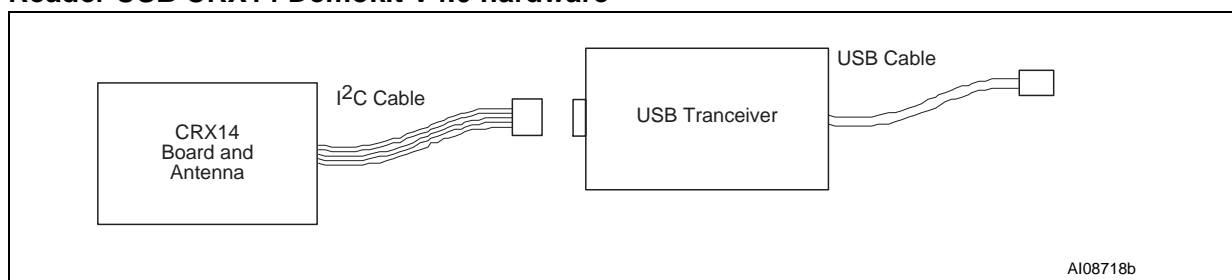 USB Cable
I2C Cable
CRX14
Board and
Antenna
USB Tranceiver
AI08718b